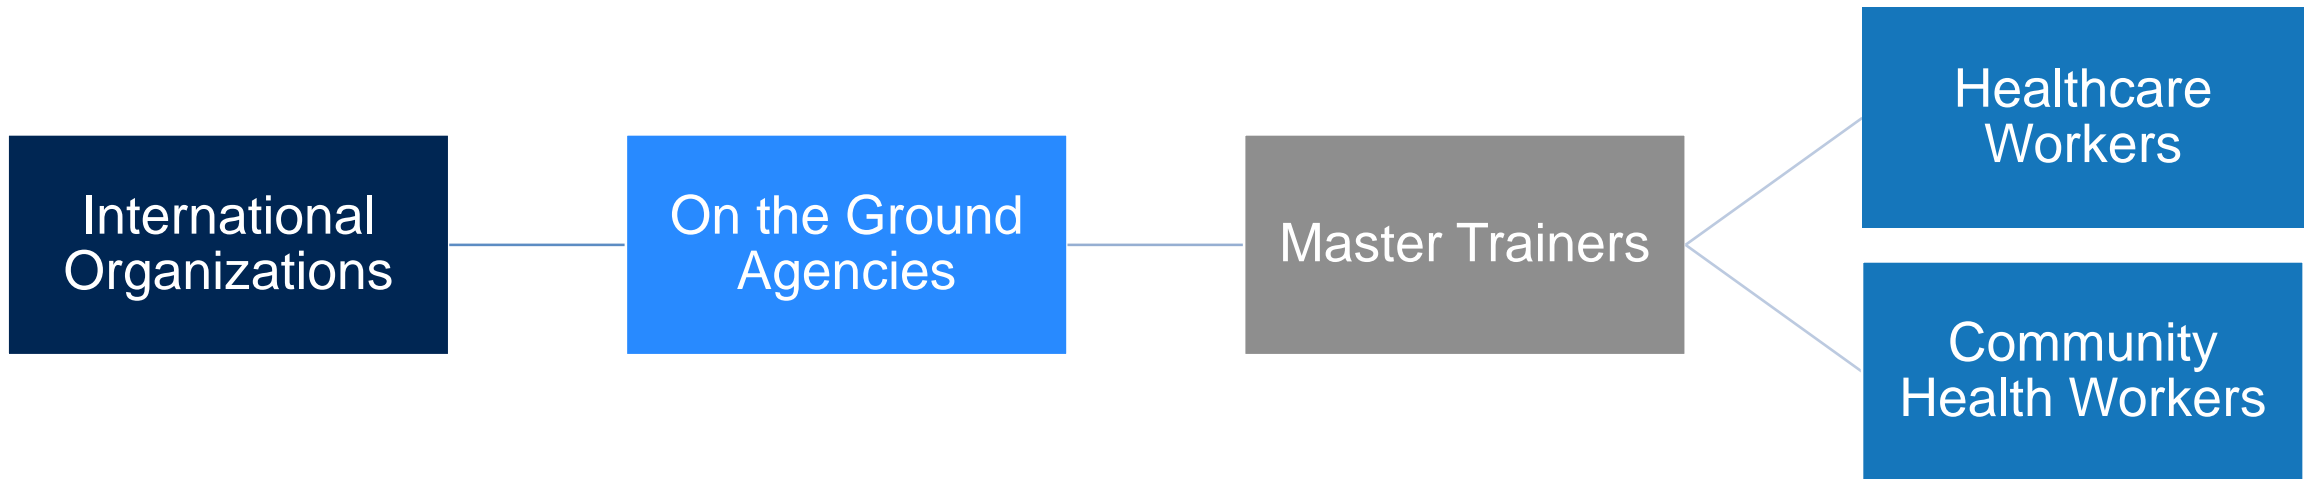 International
Organizations
On the Ground
Agencies
Master Trainers
Healthcare
Workers
Community
Health Workers